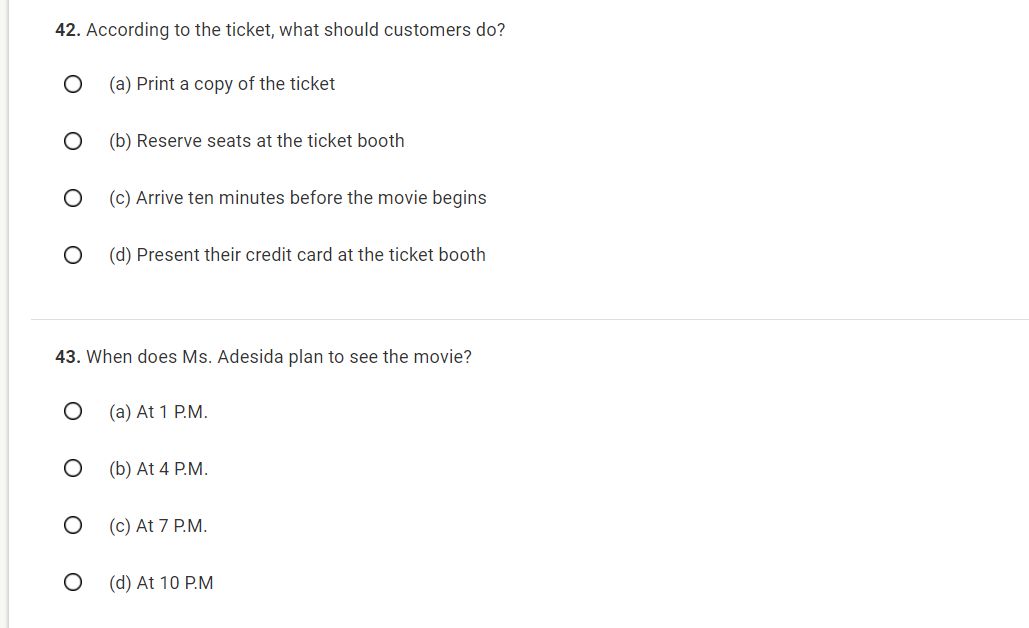 42. According to the ticket, what should customers do?
(a) Print a copy of the ticket
(b) Reserve seats at the ticket booth
(c) Arrive ten minutes before the movie begins
(d) Present their credit card at the ticket booth
43. When does Ms. Adesida plan to see the movie?
(a) At 1 P.M.
(b) At 4 P.M.
(c) At 7 P.M.
(d) At 10 P.M